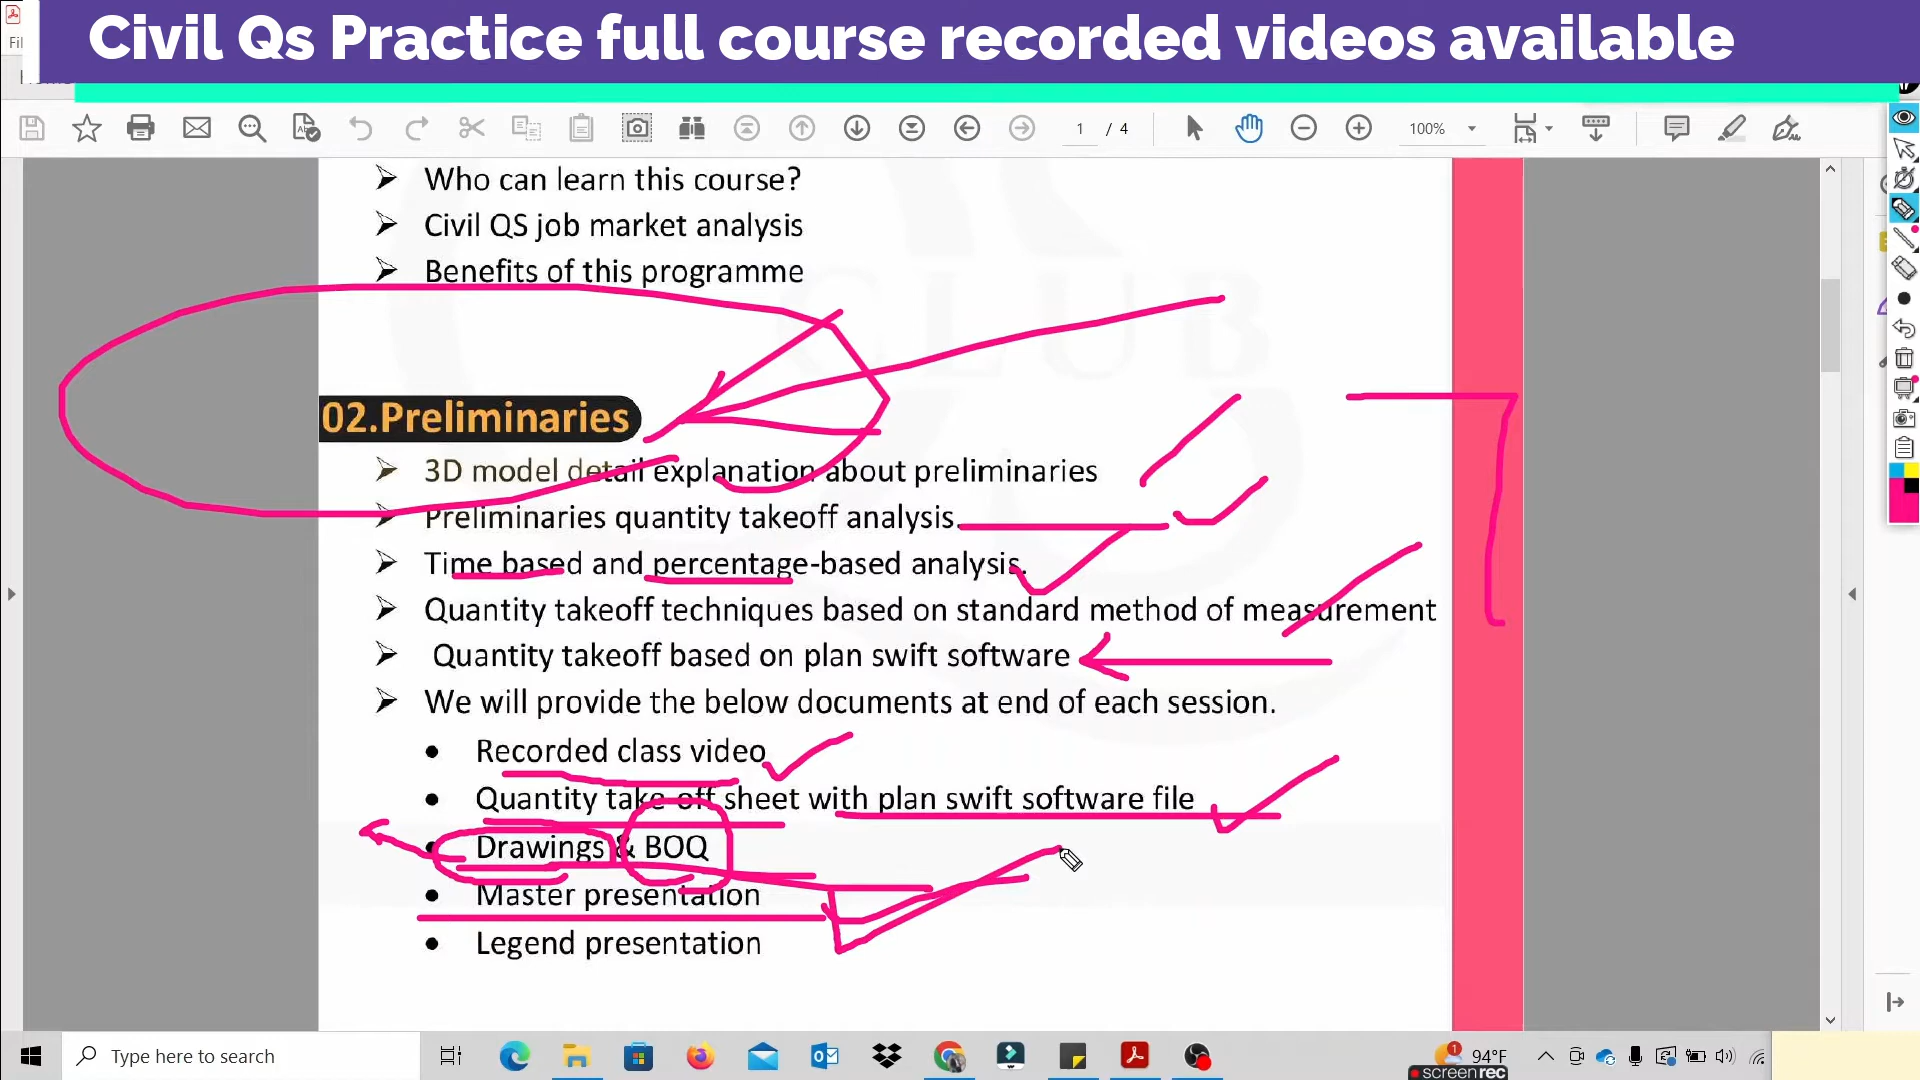 Civil Qs Practice full course recorded videos available
1 / 4
100%
Who can learn this course?
Civil QS job market analysis
Benefits of this programme
CLUB
02.Preliminaries
3D model detail explanation about preliminaries
Preliminaries quantity takeoff analysis.
Time based and percentage-based analysis.
Quantity takeoff techniques based on standard method of measurement
Quantity takeoff based on plan swift software
We will provide the below documents at end of each session.
Recorded class video
Quantity take-off sheet with plan swift software file
Drawings & BOQ
Master presentation
Legend presentation
Type here to search
1
94°F
screenrec